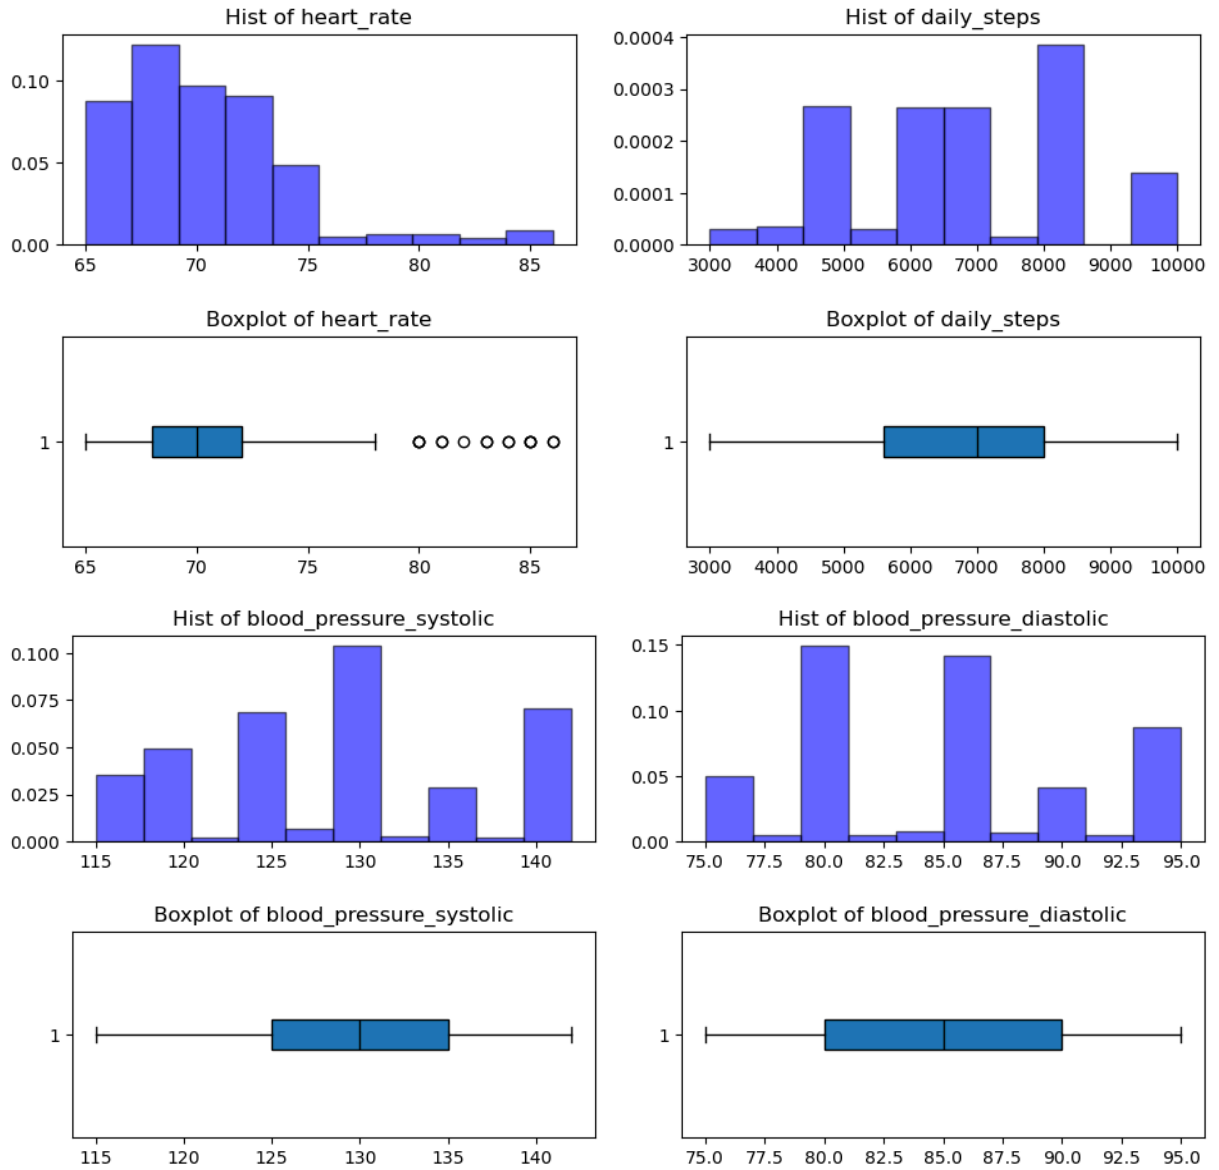 Hist of heart_rate
0.10
0.05
0.00
65 70 75 80 85
Hist of daily_steps
0.0004
0.0003
0.0002
0.0001
0.0000
3000 4000 5000 6000 7000 8000 9000 10000
Boxplot of heart_rate
1
65 70 75 80 85
Boxplot of daily_steps
1
3000 4000 5000 6000 7000 8000 9000 10000
Hist of blood_pressure_systolic
0.100
0.075
0.050
0.025
0.000
115 120 125 130 135 140
Hist of blood_pressure_diastolic
0.15
0.10
0.05
0.00
75.0 77.5 80.0 82.5 85.0 87.5 90.0 92.5 95.0
Boxplot of blood_pressure_systolic
1
115 120 125 130 135 140
Boxplot of blood_pressure_diastolic
1
75.0 77.5 80.0 82.5 85.0 87.5 90.0 92.5 95.0